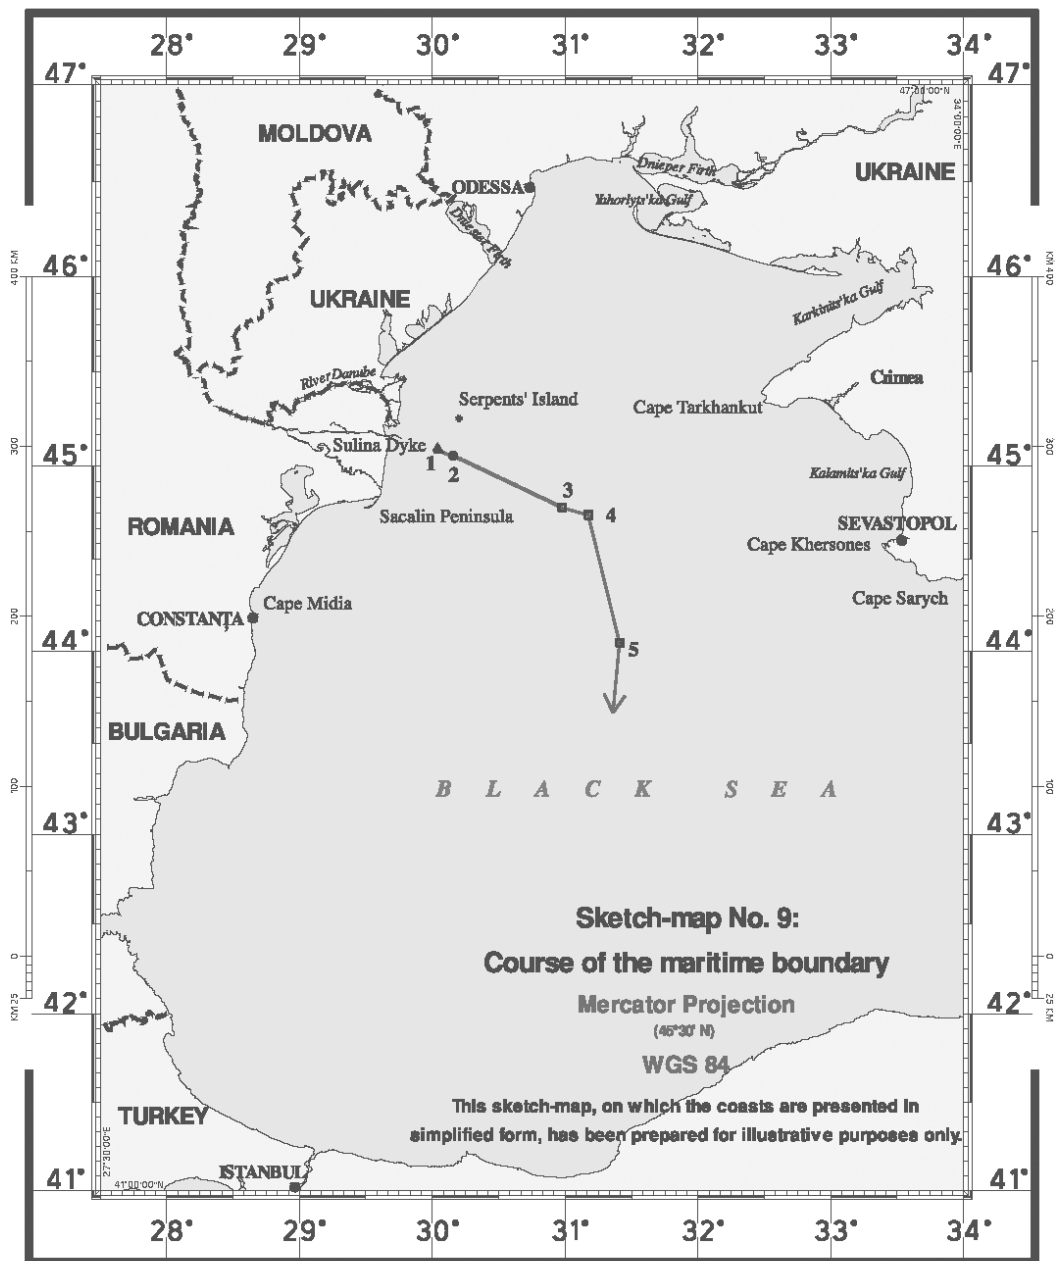 28° 29° 30° 31° 32° 33° 34°
47° 47°
47°00'00"N
34°00'00"E
MOLDOVA
Dnieper Firth
UKRAINE
ODESSA
Yahorlyts'ka Gulf
Dniester Firth
46° 46°
400 KM KM 400
UKRAINE
Karkinits'ka Gulf
River Danube
Crimea
Serpents' Island
Cape Tarkhankut
300 300
Sulina Dyke
45° 45°
1 2
Kalamits'ka Gulf
3
4
Sacalin Peninsula
ROMANIA
SEVASTOPOL
Cape Khersones
Cape Sarych
Cape Midia
200 200
CONSTANȚA
44° 44°
5
BULGARIA
100 100
BLACK SEA
43° 43°
Sketch-map No. 9:
0 0
Course of the maritime boundary
42° 42°
KM 25 25 KM
Mercator Projection
(45°30' N)
WGS 84
TURKEY
This sketch-map, on which the coasts are presented in
simplified form, has been prepared for illustrative purposes only.
27°30'00"E
ISTANBUL
41° 41°
41°00'00"N
28° 29° 30° 31° 32° 33° 34°